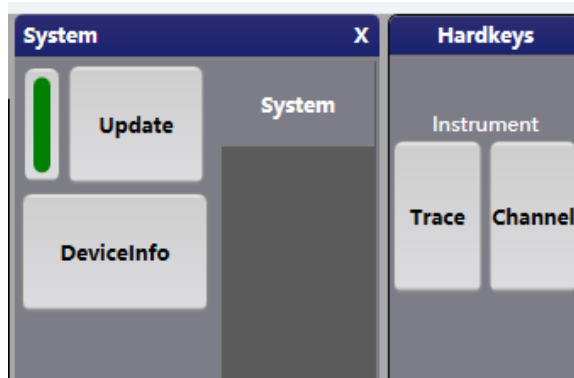 System X
Hardkeys
Update
System
DeviceInfo
Instrument
Trace
Channel